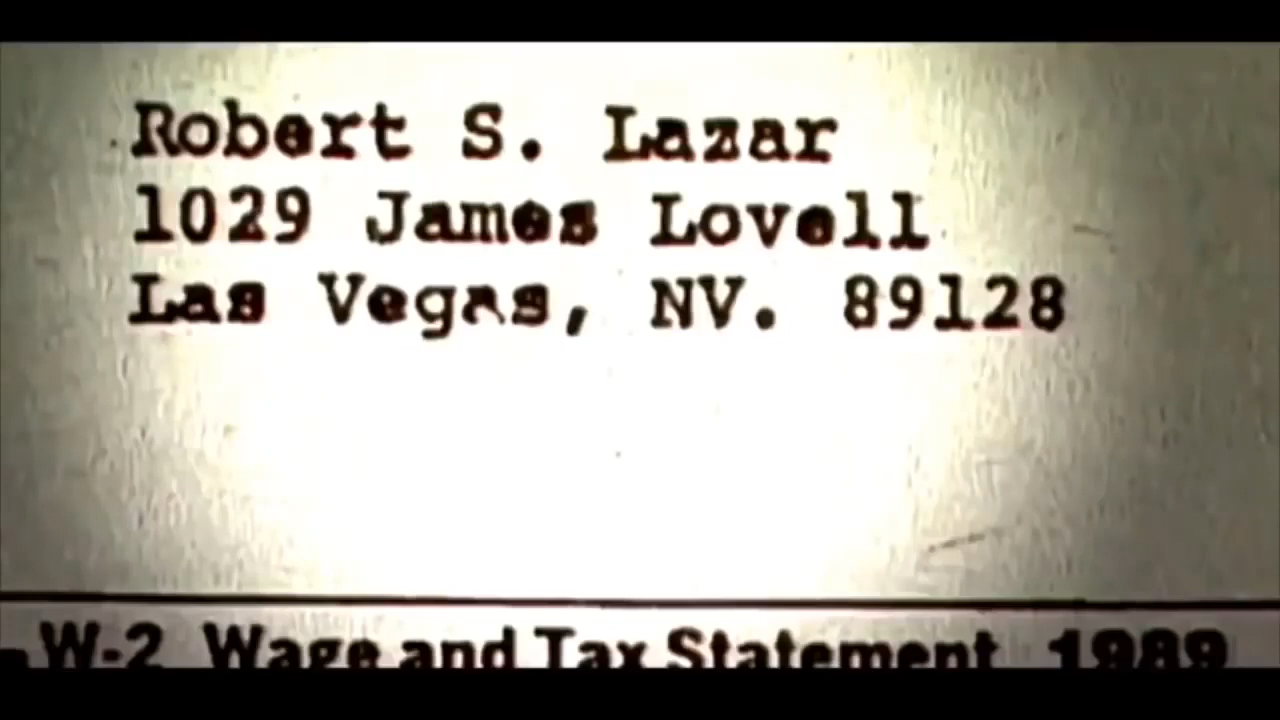 Robert S. Lazar
1029 James Lovell
Las Vegas, NV. 89128
W-2 Wage and Tax Statement 1989